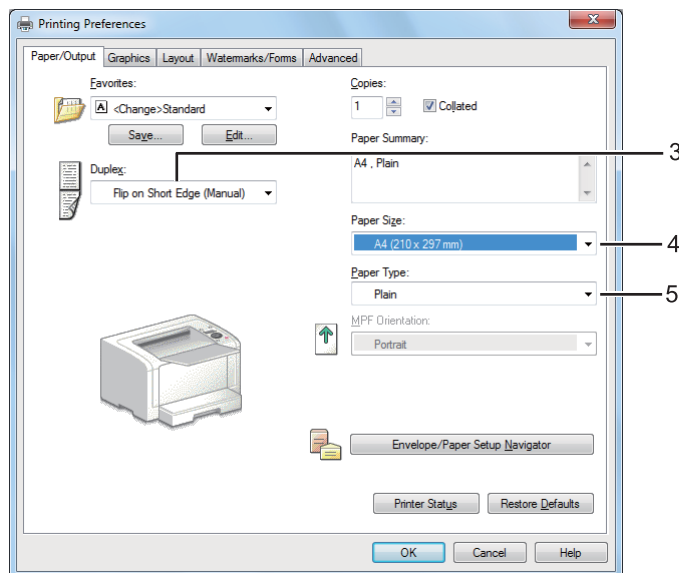 Printing Preferences
Paper/Output Graphics Layout Watermarks/Forms Advanced
Favorites:
A <Change>Standard
Save... Edit...
Duplex:
Flip on Short Edge (Manual)
Copies:
1 Collated
Paper Summary:
A4 , Plain
3
Paper Size:
A4 (210 x 297 mm)
4
Paper Type:
Plain
5
MPF Orientation:
Portrait
Envelope/Paper Setup Navigator
Printer Status Restore Defaults
OK Cancel Help